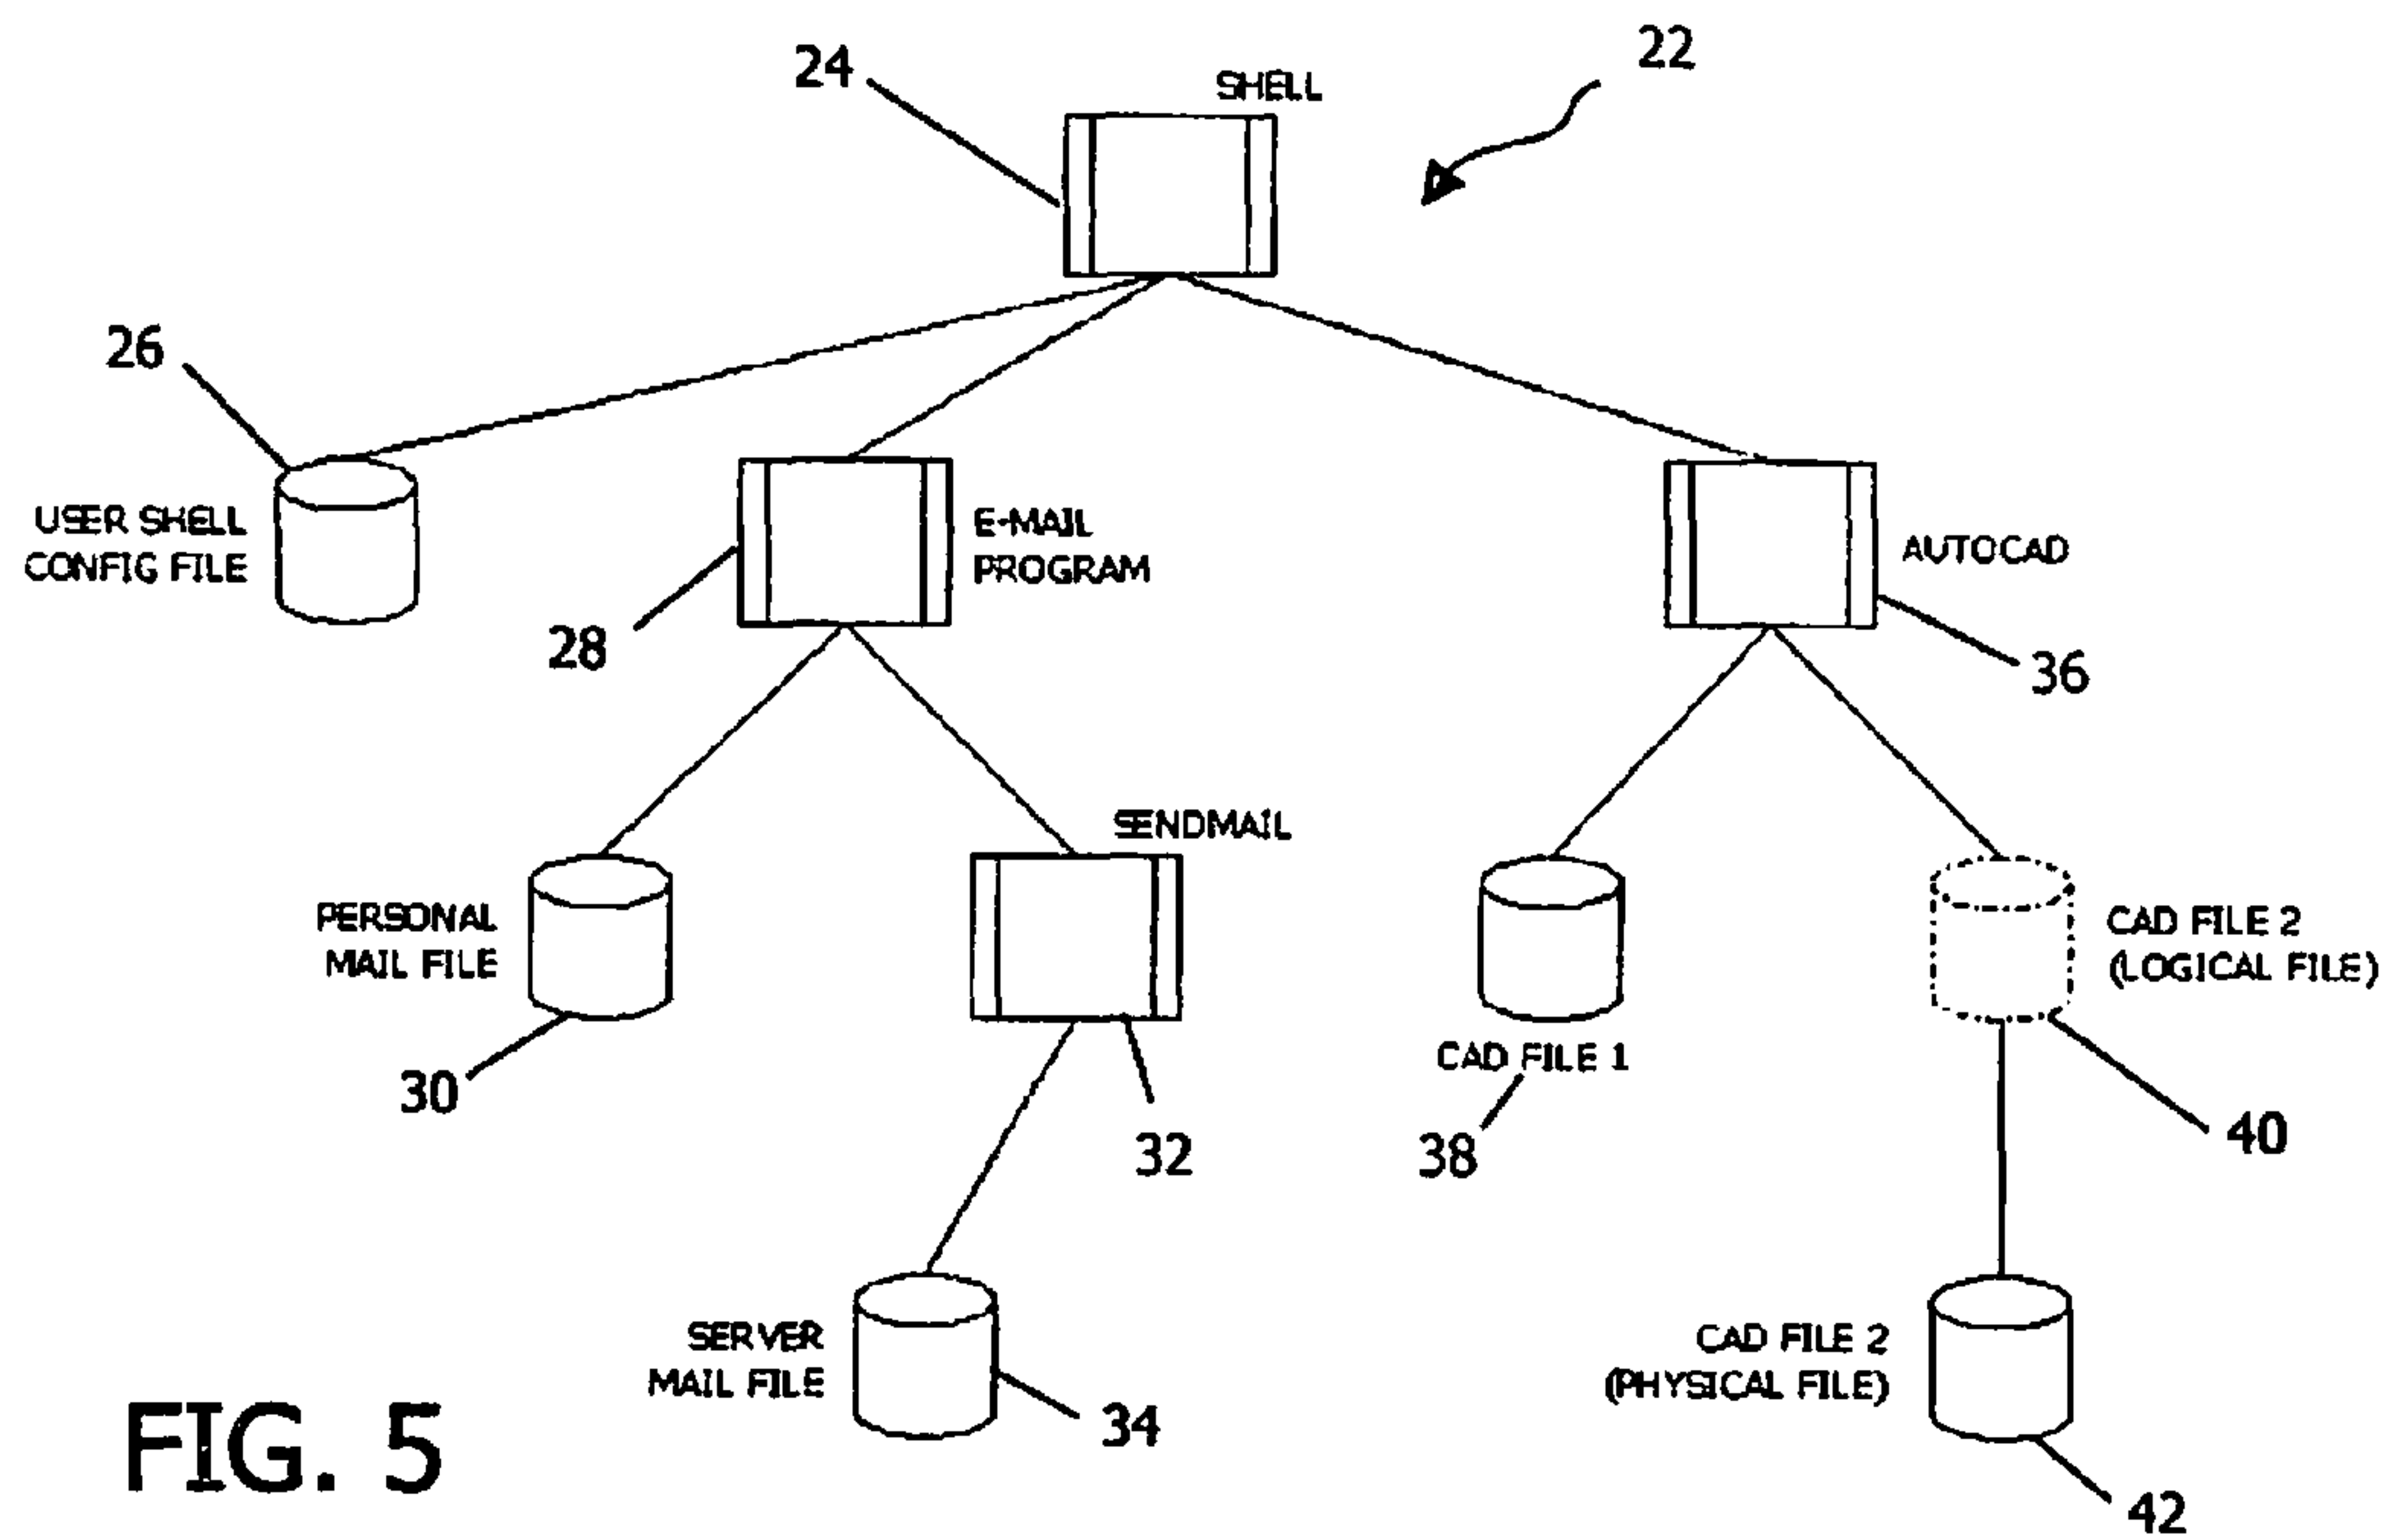 24
SHELL
22
26
USER SHELL
CONFIG FILE
E-MAIL
PROGRAM
28
AUTOCAD
36
SENDMAIL
PERSONAL
MAIL FILE
30
32
CAD FILE 1
38
CAD FILE 2
(LOGICAL FILE)
40
SERVER
MAIL FILE
34
CAD FILE 2
(PHYSICAL FILE)
42
FIG. 5